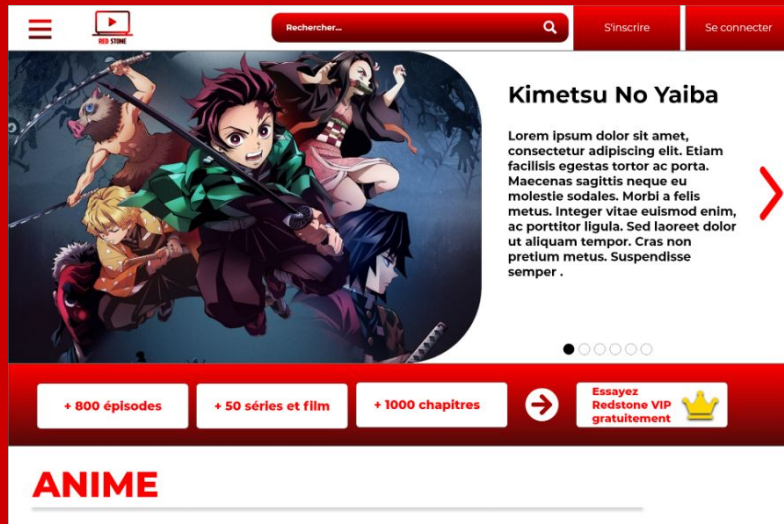 RED STONE
Rechercher...
S'inscrire
Se connecter
Kimetsu No Yaiba
Lorem ipsum dolor sit amet,
consectetur adipiscing elit. Etiam
facilisis egestas tortor ac porta.
Maecenas sagittis neque eu
molestie sodales. Morbi a felis
metus. Integer vitae euismod enim,
ac porttitor ligula. Sed laoreet dolor
ut aliquam tempor. Cras non
pretium metus. Suspendisse
semper .
+ 800 épisodes
+ 50 séries et film
+ 1000 chapitres
Essayez
Redstone VIP
gratuitement
ANIME